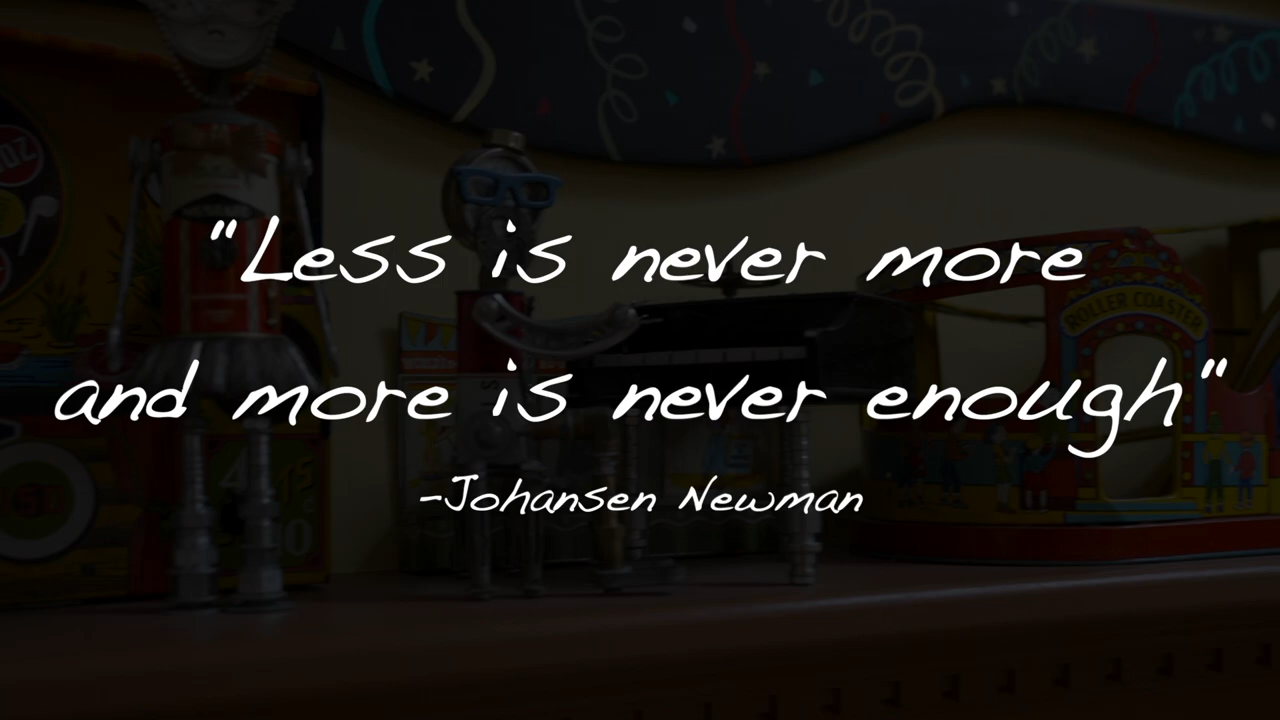 "Less is never more
and more is never enough"
-Johansen Newman
ROLLER COASTER